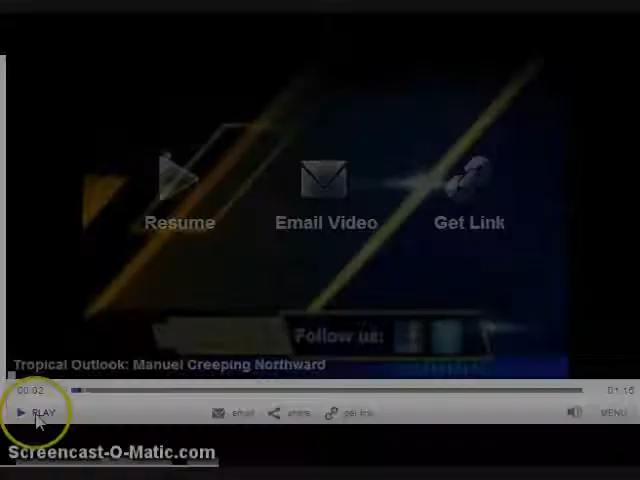 Resume Email Video Get Link
Follow us:
Tropical Outlook: Manuel Creeping Northward
00:02 01:16
PLAY email share get link MENU
Screencast-O-Matic.com